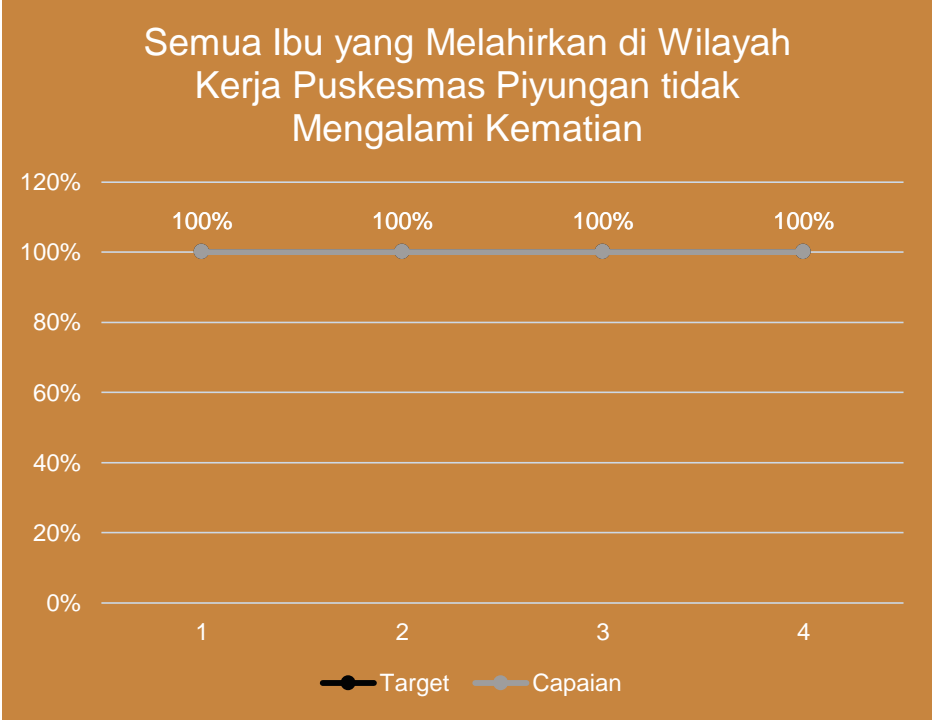 Semua Ibu yang Melahirkan di Wilayah
Kerja Puskesmas Piyungan tidak
Mengalami Kematian
120%
100% 100% 100% 100%
100%
80%
60%
40%
20%
0%
1 2 3 4
Target Capaian